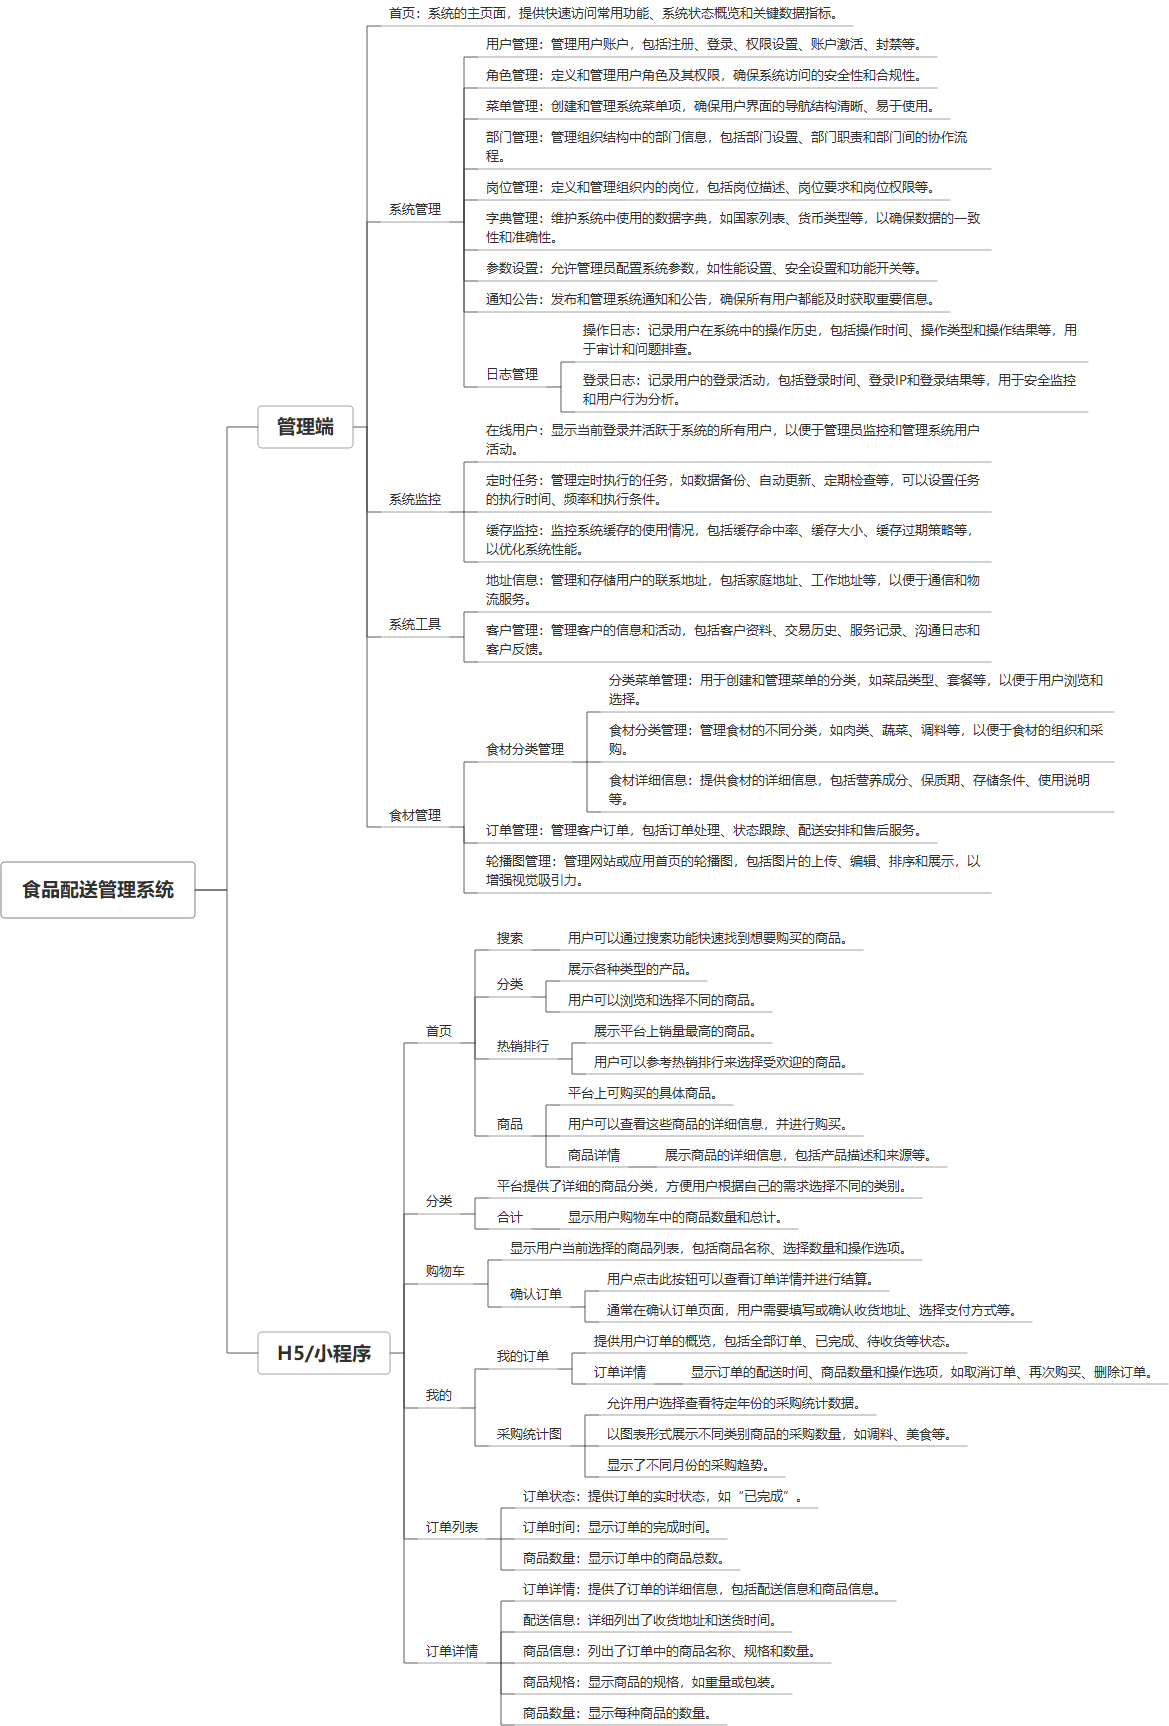 首页：系统的主页面，提供快速访问常用功能、系统状态概览和关键数据指标。
用户管理：管理用户账户，包括注册、登录、权限设置、账户激活、封禁等。
角色管理：定义和管理用户角色及其权限，确保系统访问的安全性和合规性。
菜单管理：创建和管理系统菜单项，确保用户界面的导航结构清晰、易于使用。
部门管理：管理组织结构中的部门信息，包括部门设置、部门职责和部门间的协作流
程。
岗位管理：定义和管理组织内的岗位，包括岗位描述、岗位要求和岗位权限等。
系统管理
字典管理：维护系统中使用的数据字典，如国家列表、货币类型等，以确保数据的一致
性和准确性。
参数设置：允许管理员配置系统参数，如性能设置、安全设置和功能开关等。
通知公告：发布和管理系统通知和公告，确保所有用户都能及时获取重要信息。
操作日志：记录用户在系统中的操作历史，包括操作时间、操作类型和操作结果等，用
于审计和问题排查。
日志管理
登录日志：记录用户的登录活动，包括登录时间、登录IP和登录结果等，用于安全监控
和用户行为分析。
管理端
在线用户：显示当前登录并活跃于系统的所有用户，以便于管理员监控和管理系统用户
活动。
定时任务：管理定时执行的任务，如数据备份、自动更新、定期检查等，可以设置任务
的执行时间、频率和执行条件。
系统监控
缓存监控：监控系统缓存的使用情况，包括缓存命中率、缓存大小、缓存过期策略等，
以优化系统性能。
地址信息：管理和存储用户的联系地址，包括家庭地址、工作地址等，以便于通信和物
流服务。
系统工具
客户管理：管理客户的信息和活动，包括客户资料、交易历史、服务记录、沟通日志和
客户反馈。
分类菜单管理：用于创建和管理菜单的分类，如菜品类型、套餐等，以便于用户浏览和
选择。
食材分类管理
食材分类管理：管理食材的不同分类，如肉类、蔬菜、调料等，以便于食材的组织和采
购。
食材详细信息：提供食材的详细信息，包括营养成分、保质期、存储条件、使用说明
等。
食材管理
订单管理：管理客户订单，包括订单处理、状态跟踪、配送安排和售后服务。
轮播图管理：管理网站或应用首页的轮播图，包括图片的上传、编辑、排序和展示，以
增强视觉吸引力。
食品配送管理系统
搜索
用户可以通过搜索功能快速找到想要购买的商品。
分类
展示各种类型的产品。
用户可以浏览和选择不同的商品。
首页
热销排行
展示平台上销量最高的商品。
用户可以参考热销排行来选择受欢迎的商品。
平台上可购买的具体商品。
商品
用户可以查看这些商品的详细信息，并进行购买。
商品详情
展示商品的详细信息，包括产品描述和来源等。
分类
平台提供了详细的商品分类，方便用户根据自己的需求选择不同的类别。
合计
显示用户购物车中的商品数量和总计。
购物车
显示用户当前选择的商品列表，包括商品名称、选择数量和操作选项。
确认订单
用户点击此按钮可以查看订单详情并进行结算。
通常在确认订单页面，用户需要填写或确认收货地址、选择支付方式等。
H5/小程序
我的订单
提供用户订单的概览，包括全部订单、已完成、待收货等状态。
订单详情
显示订单的配送时间、商品数量和操作选项，如取消订单、再次购买、删除订单。
我的
允许用户选择查看特定年份的采购统计数据。
采购统计图
以图表形式展示不同类别商品的采购数量，如调料、美食等。
显示了不同月份的采购趋势。
订单状态：提供订单的实时状态，如“已完成”。
订单列表
订单时间：显示订单的完成时间。
商品数量：显示订单中的商品总数。
订单详情：提供了订单的详细信息，包括配送信息和商品信息。
配送信息：详细列出了收货地址和送货时间。
订单详情
商品信息：列出了订单中的商品名称、规格和数量。
商品规格：显示商品的规格，如重量或包装。
商品数量：显示每种商品的数量。